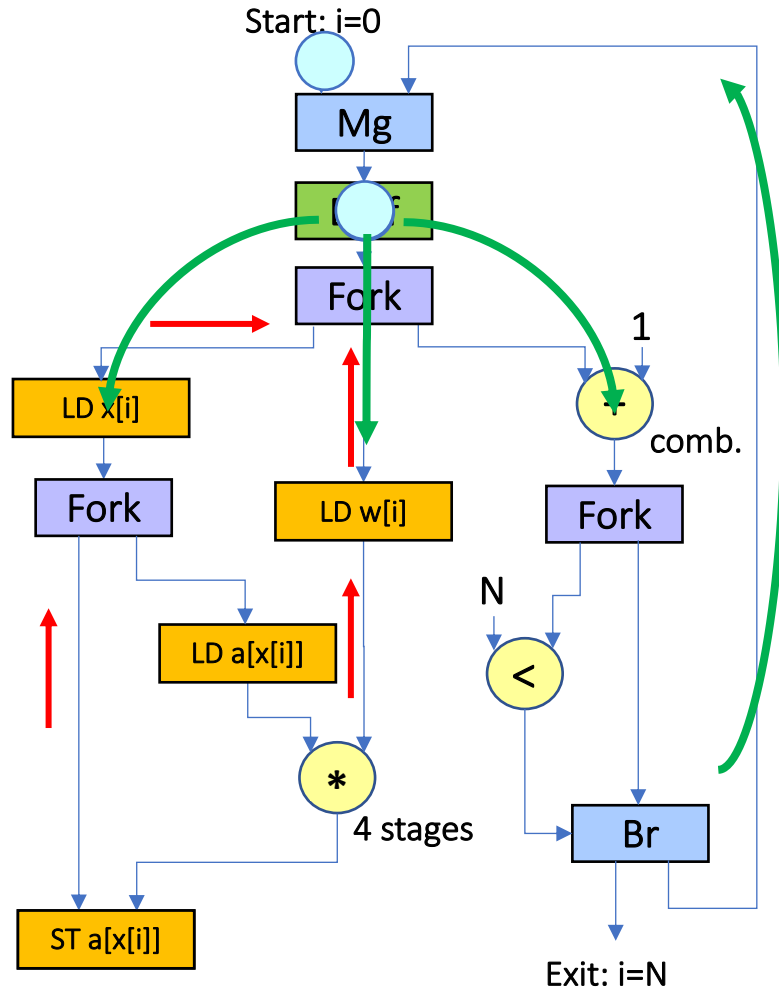 Start: i=0
Mg
Fork
1
LD x[i]
+
comb.
Fork
LD w[i]
Fork
N
LD a[x[i]]
<
*
4 stages
Br
ST a[x[i]]
Exit: i=N